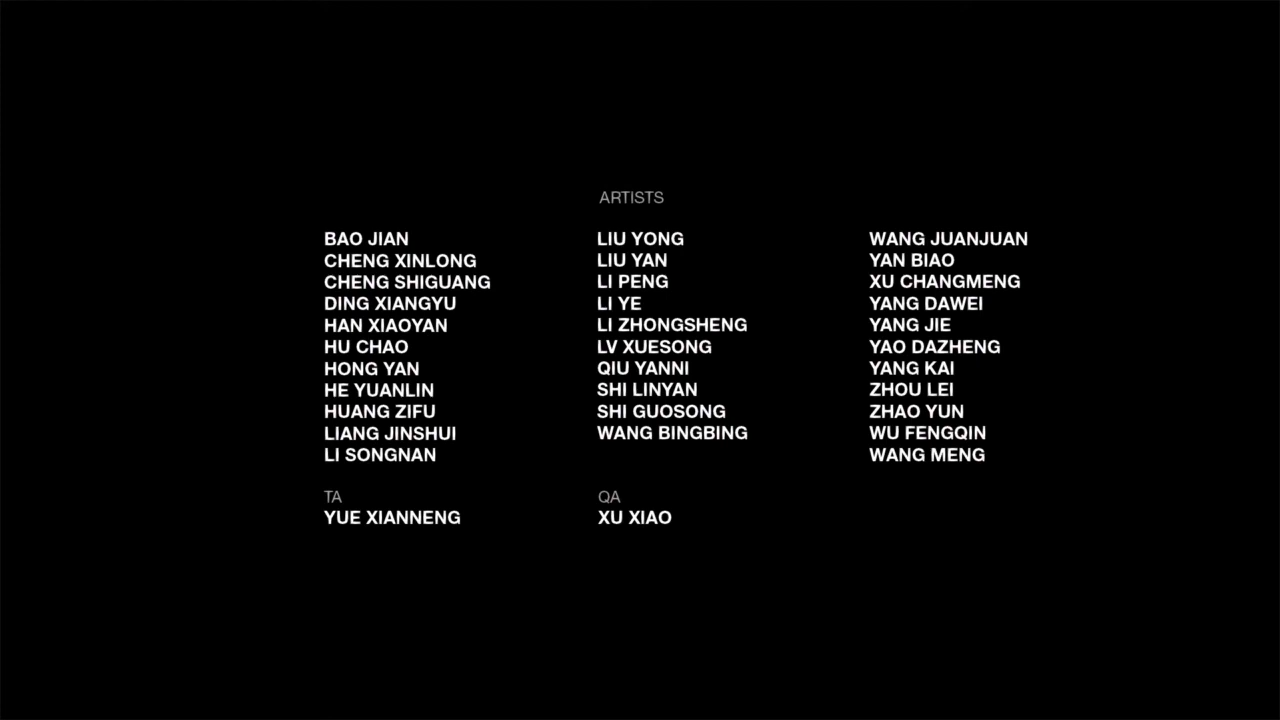 ARTISTS
BAO JIAN
CHENG XINLONG
CHENG SHIGUANG
DING XIANGYU
HAN XIAOYAN
HU CHAO
HONG YAN
HE YUANLIN
HUANG ZIFU
LIANG JINSHUI
LI SONGNAN
LIU YONG
LIU YAN
LI PENG
LI YE
LI ZHONGSHENG
LV XUESONG
QIU YANNI
SHI LINYAN
SHI GUOSONG
WANG BINGBING
WANG JUANJUAN
YAN BIAO
XU CHANGMENG
YANG DAWEI
YANG JIE
YAO DAZHENG
YANG KAI
ZHOU LEI
ZHAO YUN
WU FENGQIN
WANG MENG
TA
YUE XIANNENG
QA
XU XIAO